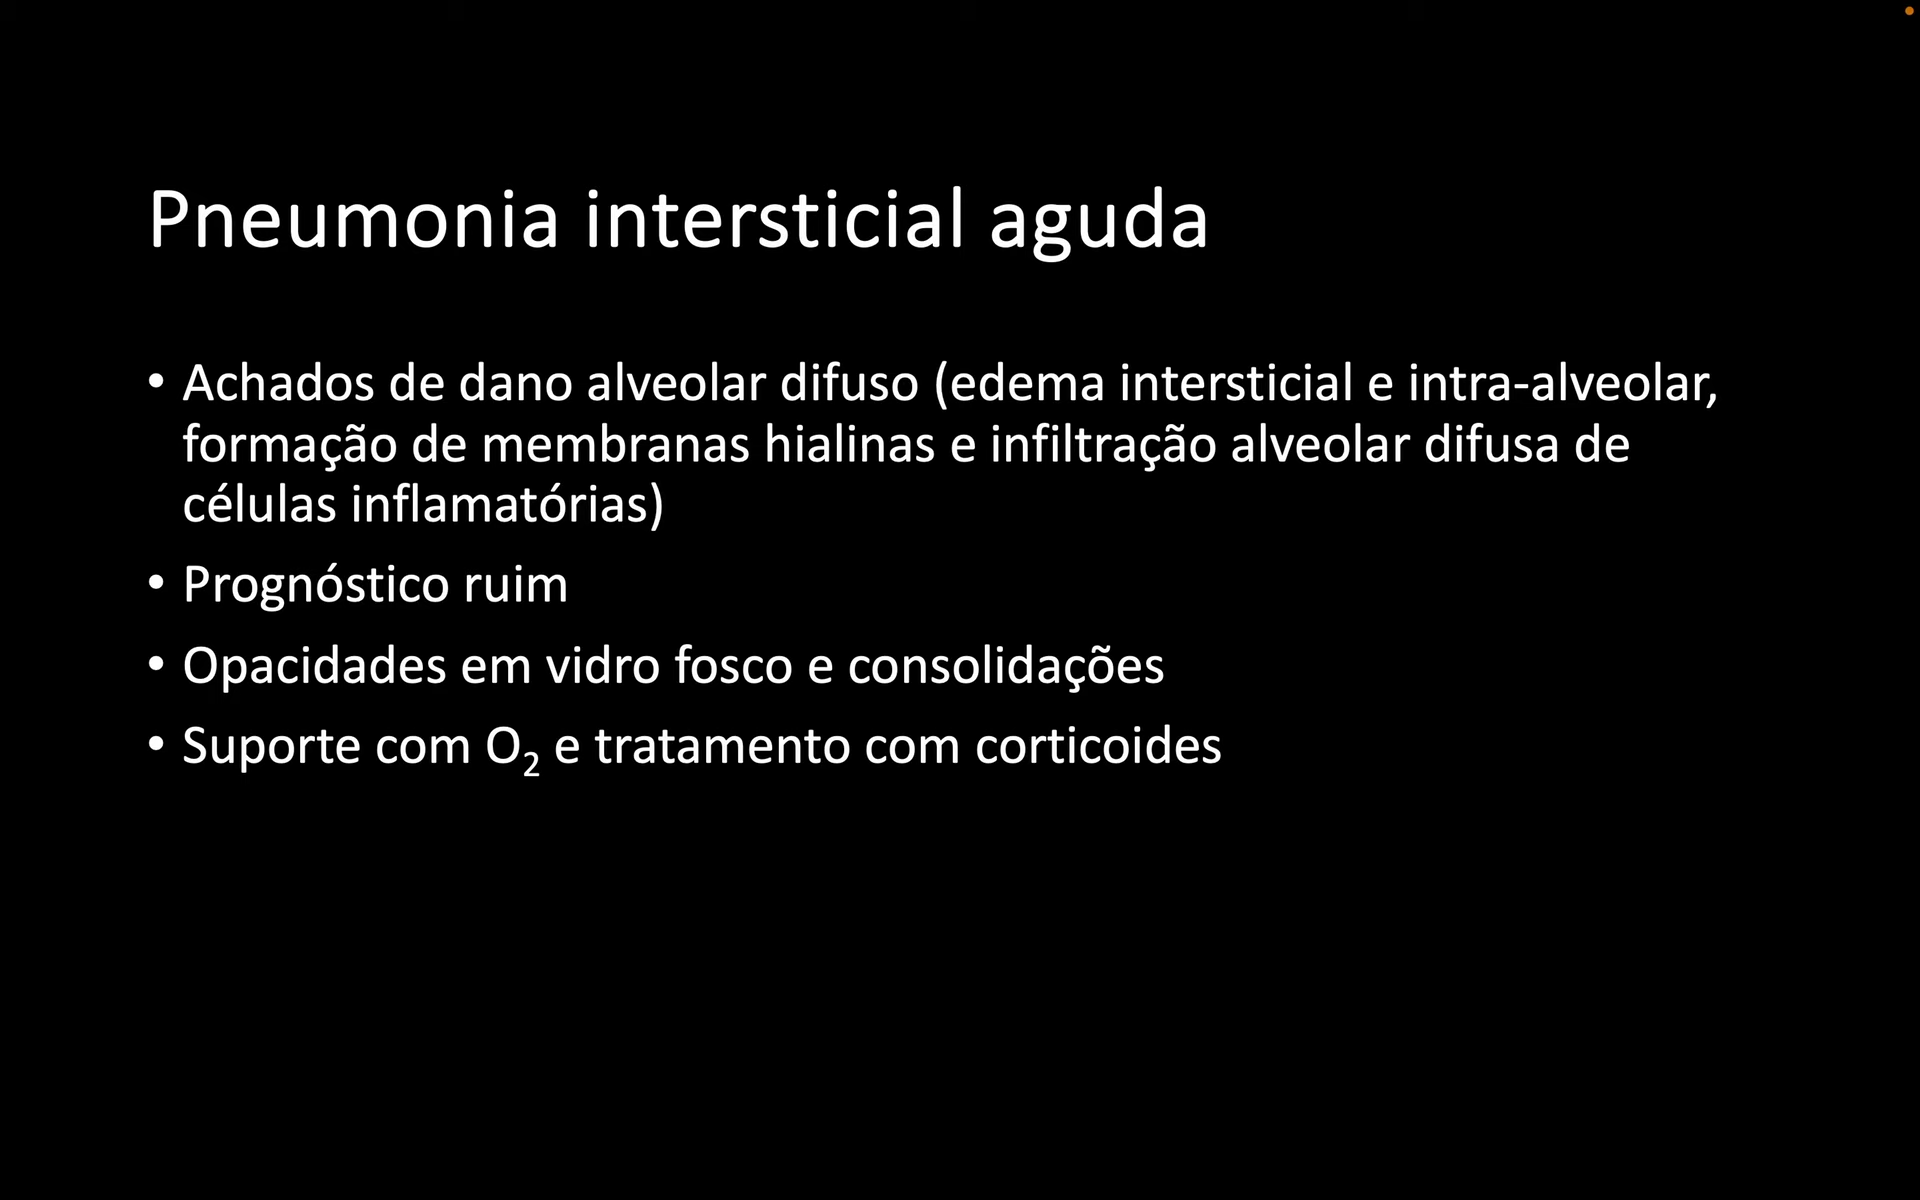 Pneumonia intersticial aguda
• Achados de dano alveolar difuso (edema intersticial e intra-alveolar,
formação de membranas hialinas e infiltração alveolar difusa de
células inflamatórias)
• Prognóstico ruim
• Opacidades em vidro fosco e consolidações
• Suporte com O₂ e tratamento com corticoides